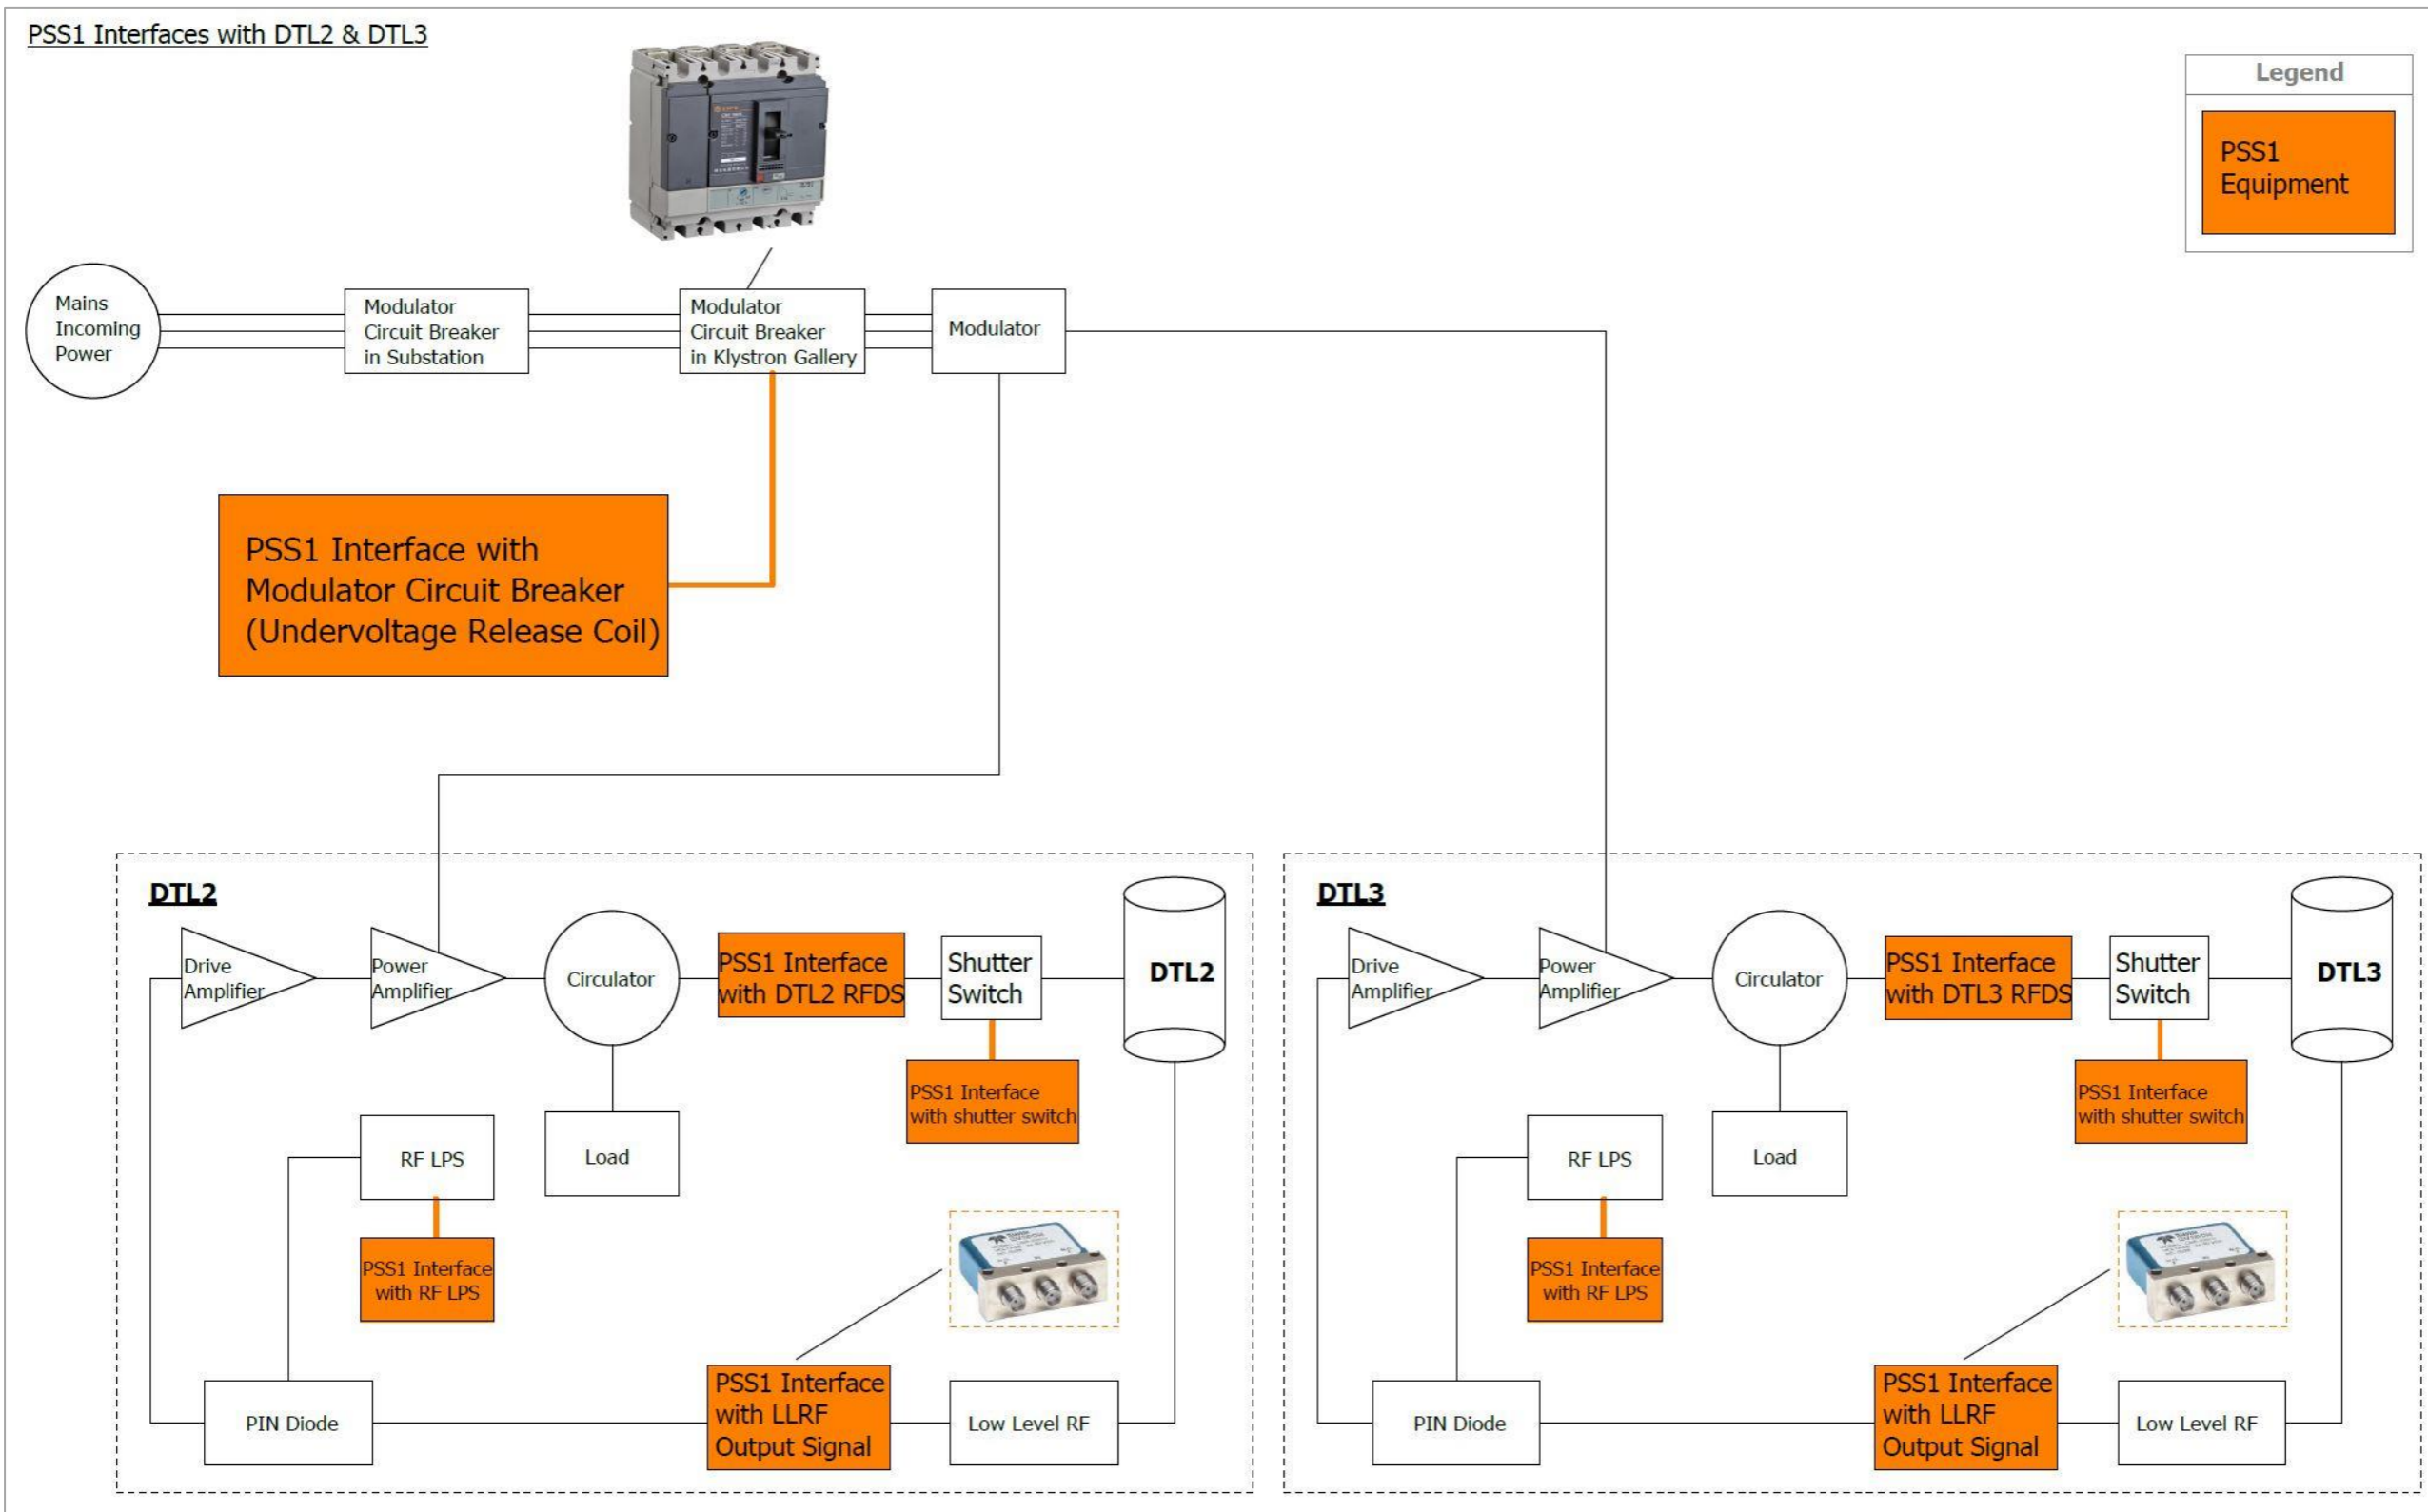 PSS1 Interfaces with DTL2 & DTL3
Legend
PSS1
Equipment
Mains
Incoming
Power
Modulator
Circuit Breaker
in Substation
Modulator
Circuit Breaker
in Klystron Gallery
Modulator
PSS1 Interface with
Modulator Circuit Breaker
(Undervoltage Release Coil)
DTL2
Drive
Amplifier
Power
Amplifier
Circulator
PSS1 Interface
with DTL2 RFDS
Shutter
Switch
DTL2
PSS1 Interface
with shutter switch
RF LPS
Load
PSS1 Interface
with RF LPS
PIN Diode
PSS1 Interface
with LLRF
Output Signal
Low Level RF
DTL3
Drive
Amplifier
Power
Amplifier
Circulator
PSS1 Interface
with DTL3 RFDS
Shutter
Switch
DTL3
PSS1 Interface
with shutter switch
RF LPS
Load
PSS1 Interface
with RF LPS
PIN Diode
PSS1 Interface
with LLRF
Output Signal
Low Level RF